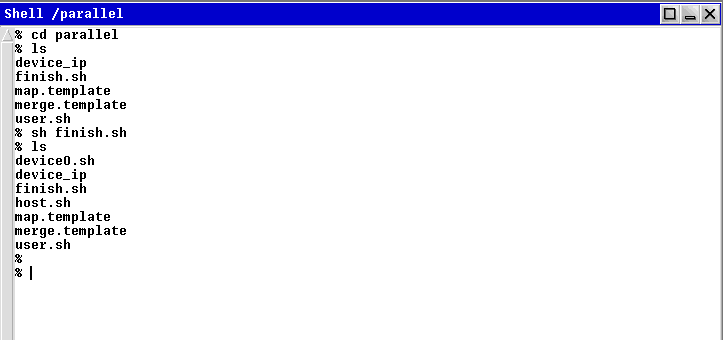 Shell /parallel
% cd parallel
% ls
device_ip
finish.sh
map.template
merge.template
user.sh
% sh finish.sh
% ls
device0.sh
device_ip
finish.sh
host.sh
map.template
merge.template
user.sh
%
%